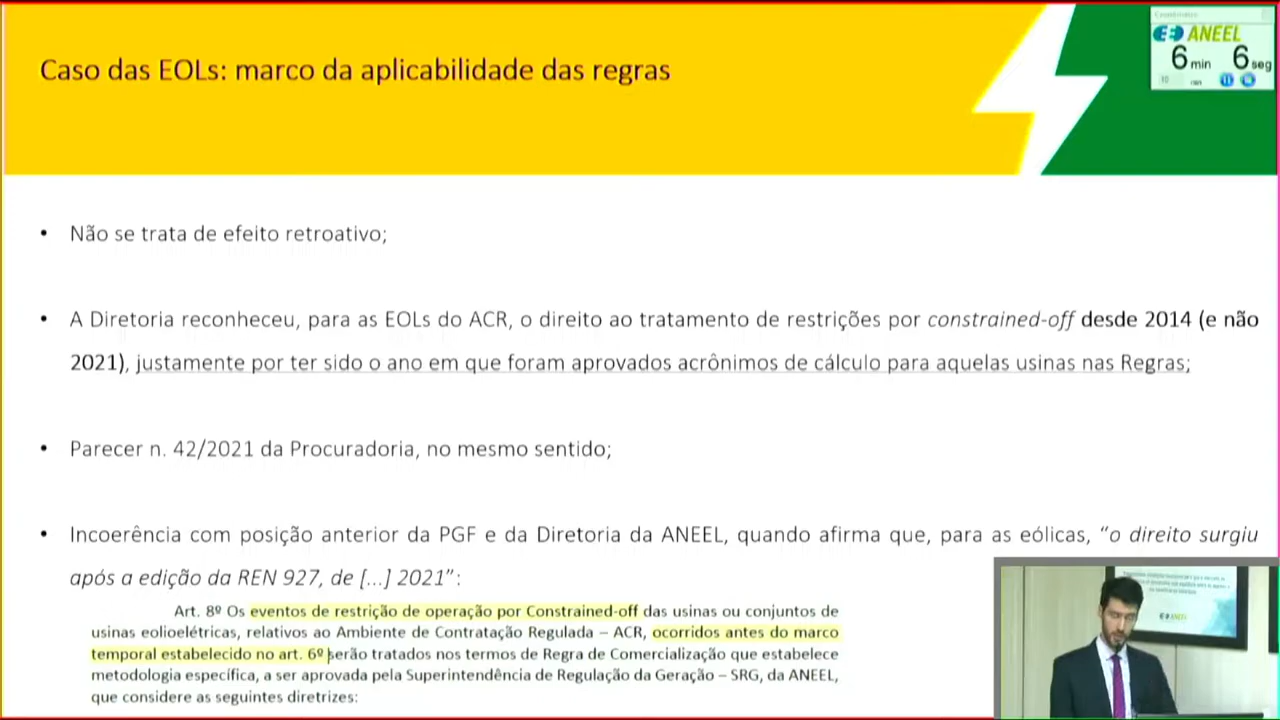 Caso das EOLs: marco da aplicabilidade das regras
ANEEL
6 min 6 seg
10
• Não se trata de efeito retroativo;
• A Diretoria reconheceu, para as EOLs do ACR, o direito ao tratamento de restrições por constrained-off desde 2014 (e não
2021), justamente por ter sido o ano em que foram aprovados acrônimos de cálculo para aquelas usinas nas Regras;
• Parecer n. 42/2021 da Procuradoria, no mesmo sentido;
• Incoerência com posição anterior da PGF e da Diretoria da ANEEL, quando afirma que, para as eólicas, “o direito surgiu
após a edição da REN 927, de [...] 2021”:
Art. 8º Os eventos de restrição de operação por Constrained-off das usinas ou conjuntos de
usinas eolioelétricas, relativos ao Ambiente de Contratação Regulada – ACR, ocorridos antes do marco
temporal estabelecido no art. 6º serão tratados nos termos de Regra de Comercialização que estabelece
metodologia específica, a ser aprovada pela Superintendência de Regulação da Geração – SRG, da ANEEL,
que considere as seguintes diretrizes:
ANEEL